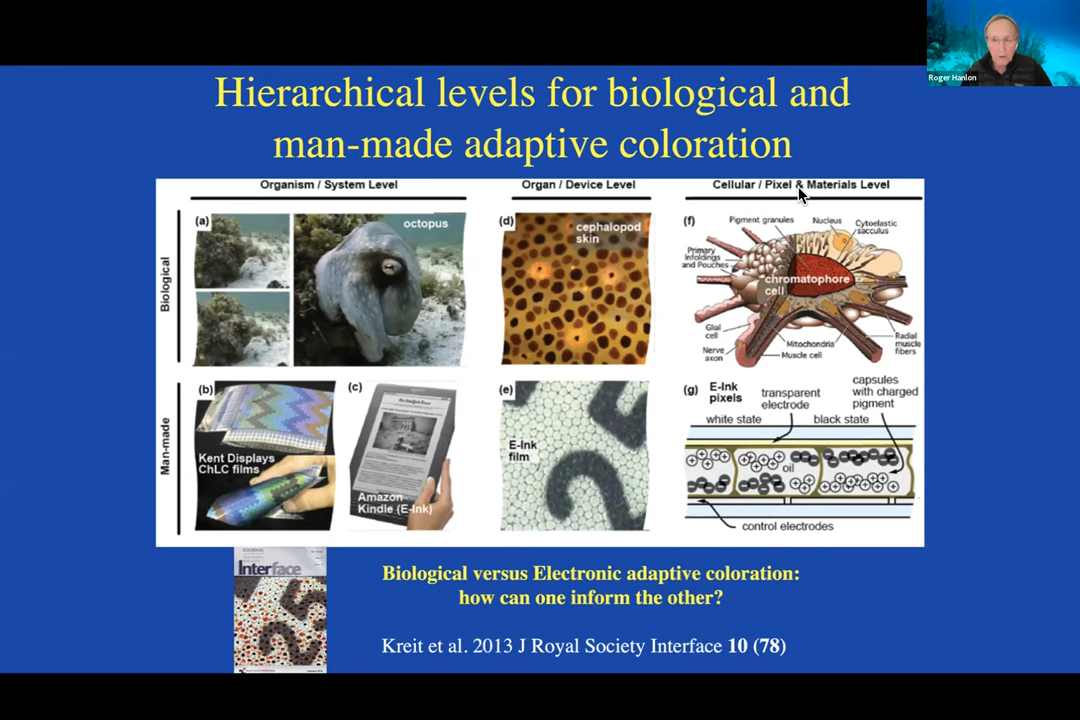 Roger Hanlon
Hierarchical levels for biological and
man-made adaptive coloration
Organism / System Level
Organ / Device Level
Cellular / Pixel & Materials Level
Biological
(a)
octopus
(d)
cephalopod
skin
(f)
Pigment granules
Nucleus
Cytoelastic
sacculus
Primary
Infoldings
and Pouches
chromatophore
cell
Glial
cell
Nerve
axon
Mitochondria
Muscle cell
Radial
muscle
fibers
Man-made
(b)
Kent Displays
ChLC films
(c)
Amazon
Kindle (E-Ink)
(e)
E-Ink
film
(g)
E-Ink
pixels
transparent
electrode
capsules
with charged
pigment
white state
black state
oil
control electrodes
JOURNAL
Interface
Biological versus Electronic adaptive coloration:
how can one inform the other?
Kreit et al. 2013 J Royal Society Interface 10 (78)